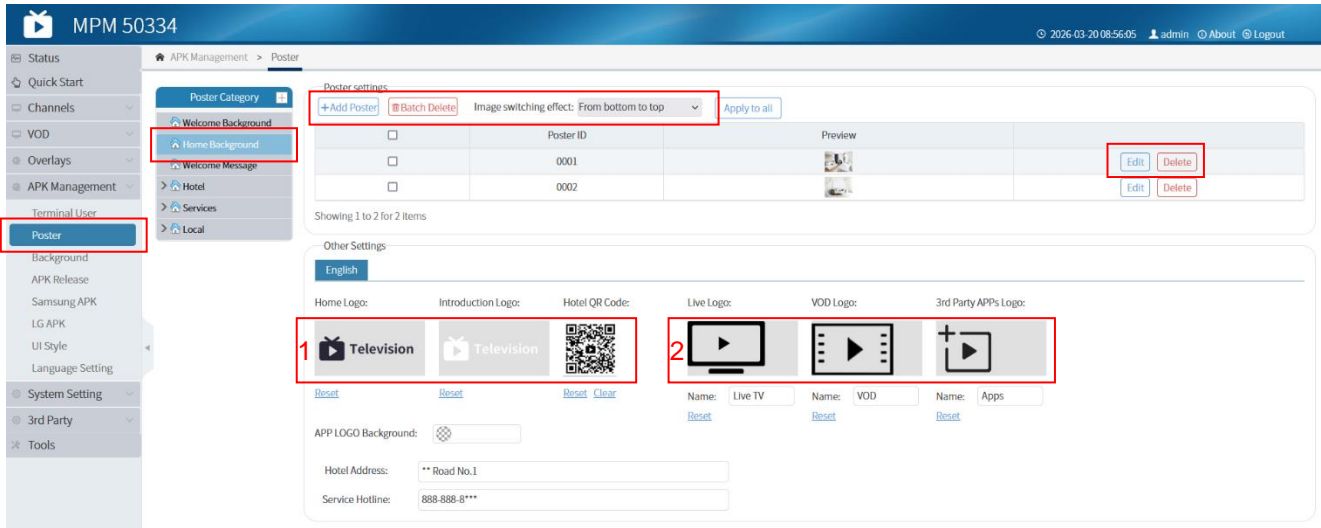 MPM 50334
2026-03-20 08:56:05 admin About Logout
Status
Quick Start
Channels
VOD
Overlays
APK Management
Terminal User
Poster
Background
APK Release
Samsung APK
LG APK
UI Style
Language Setting
System Setting
3rd Party
Tools
APK Management > Poster
Poster Category
Welcome Background
Home Background
Welcome Message
Hotel
Services
Local
Poster settings
+Add Poster Batch Delete Image switching effect: From bottom to top Apply to all
Poster ID Preview
0001 Edit Delete
0002 Edit Delete
Showing 1 to 2 for 2 items
Other Settings
English
Home Logo: Introduction Logo: Hotel QR Code: Live Logo: VOD Logo: 3rd Party APPs Logo:
1 Television Television 2
Reset Reset Reset Clear
Name: Live TV Name: VOD Name: Apps
Reset Reset Reset
APP LOGO Background:
Hotel Address: ** Road No.1
Service Hotline: 888-888-8***